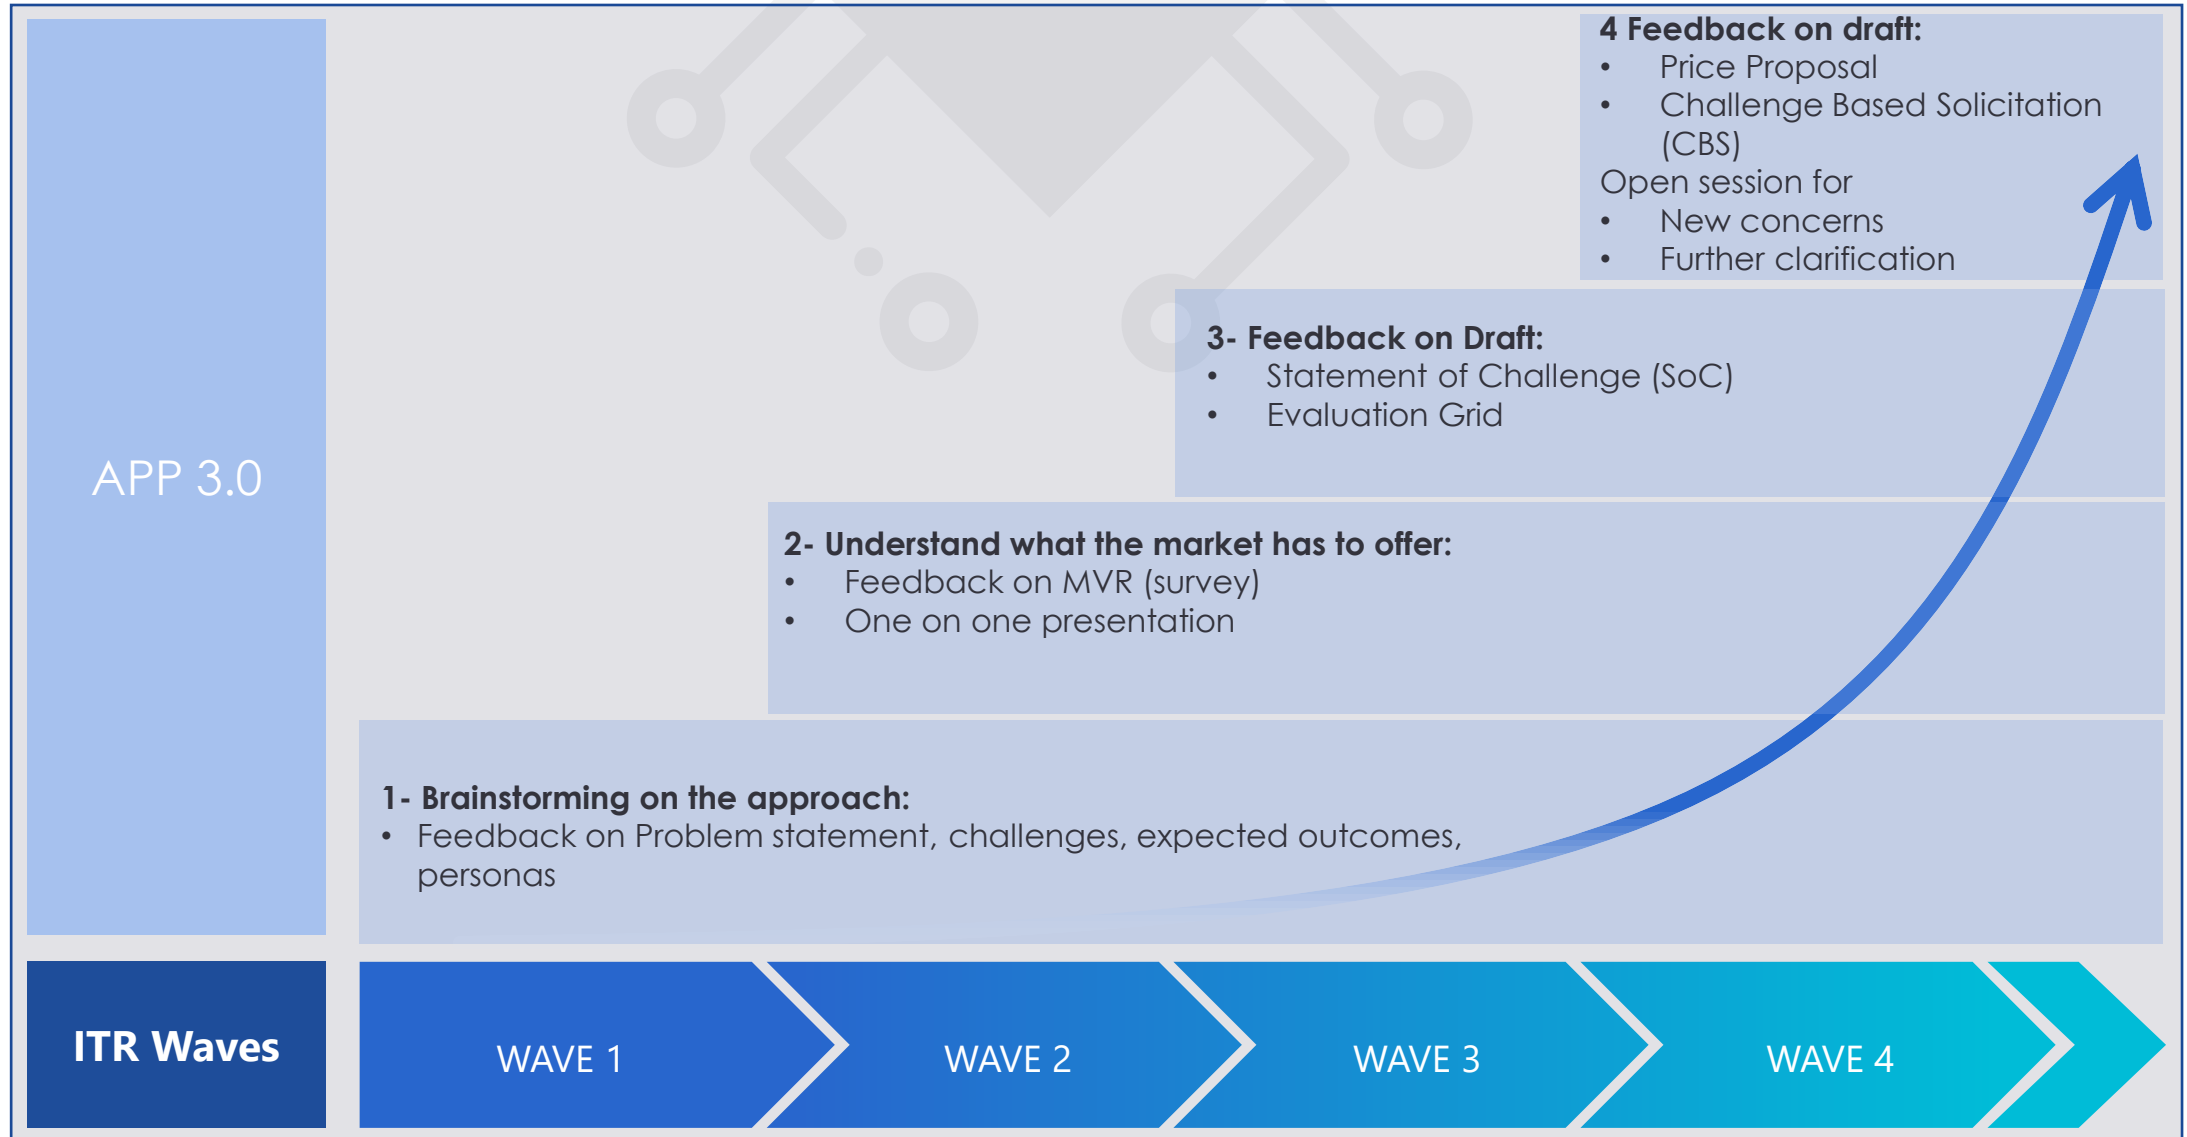 4 Feedback on draft:
• Price Proposal
• Challenge Based Solicitation
(CBS)
Open session for
• New concerns
• Further clarification
3- Feedback on Draft:
• Statement of Challenge (SoC)
• Evaluation Grid
APP 3.0
2- Understand what the market has to offer:
• Feedback on MVR (survey)
• One on one presentation
1- Brainstorming on the approach:
• Feedback on Problem statement, challenges, expected outcomes,
personas
ITR Waves
WAVE 1
WAVE 2
WAVE 3
WAVE 4